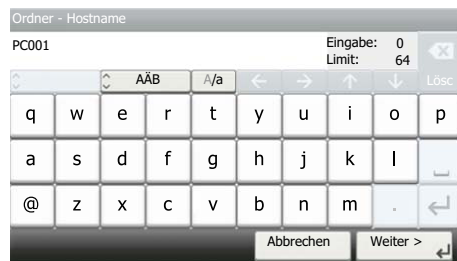 Ordner - Hostname
PC001 Eingabe: 0
Limit: 64
AÄB A/a Lösc
q w e r t y u i o p
a s d f g h j k l
@ z x c v b n m .
Abbrechen Weiter >